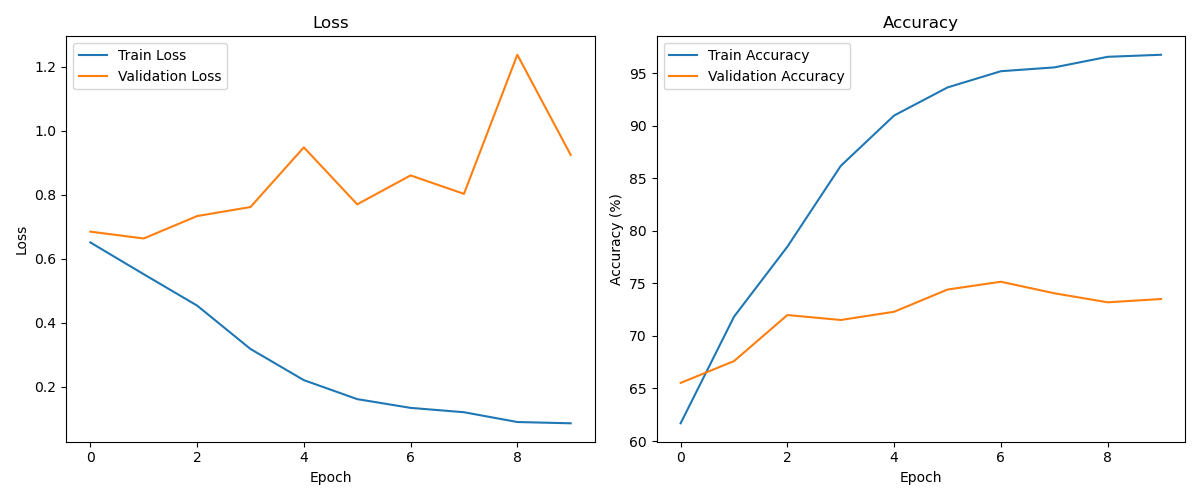 Loss
Train Loss
Validation Loss
1.2
1.0
0.8
0.6
0.4
0.2
Loss
0 2 4 6 8
Epoch
Accuracy
Train Accuracy
Validation Accuracy
95
90
85
80
75
70
65
60
Accuracy (%)
0 2 4 6 8
Epoch